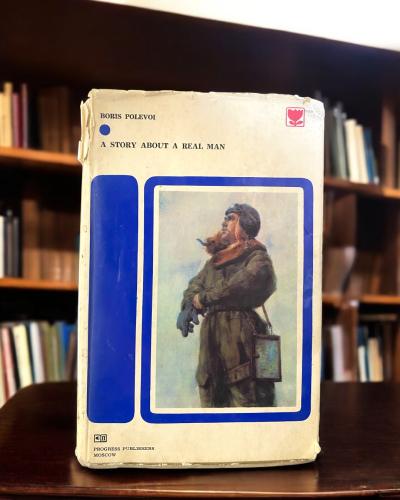 BORIS POLEVOI
A STORY ABOUT A REAL MAN
PROGRESS PUBLISHERS
MOSCOW